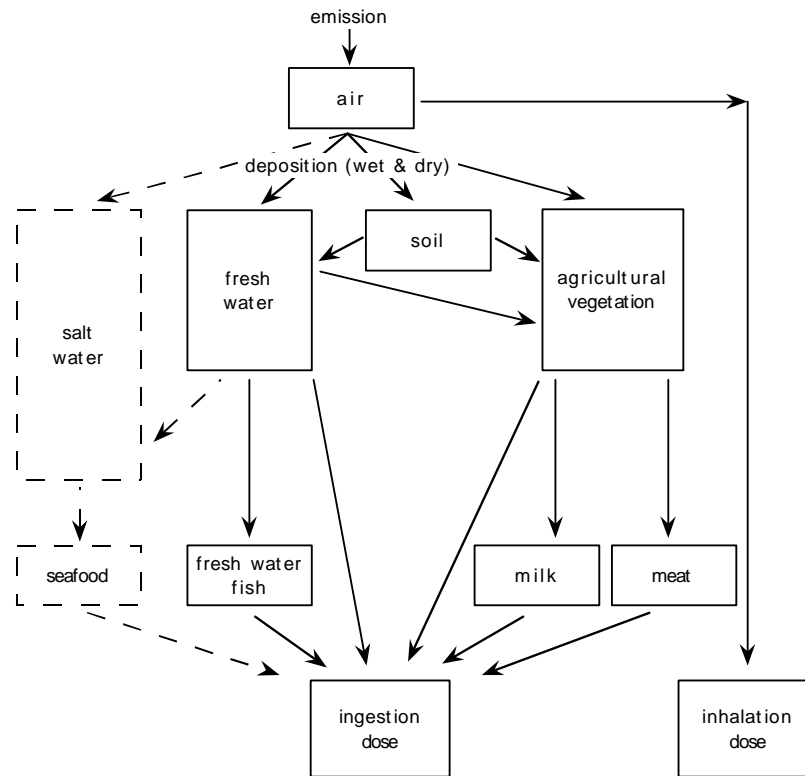 emission
air
deposition (wet & dry)
soil
fresh
water
agricultural
vegetation
salt
water
seafood
fresh water
fish
milk
meat
ingestion
dose
inhalation
dose